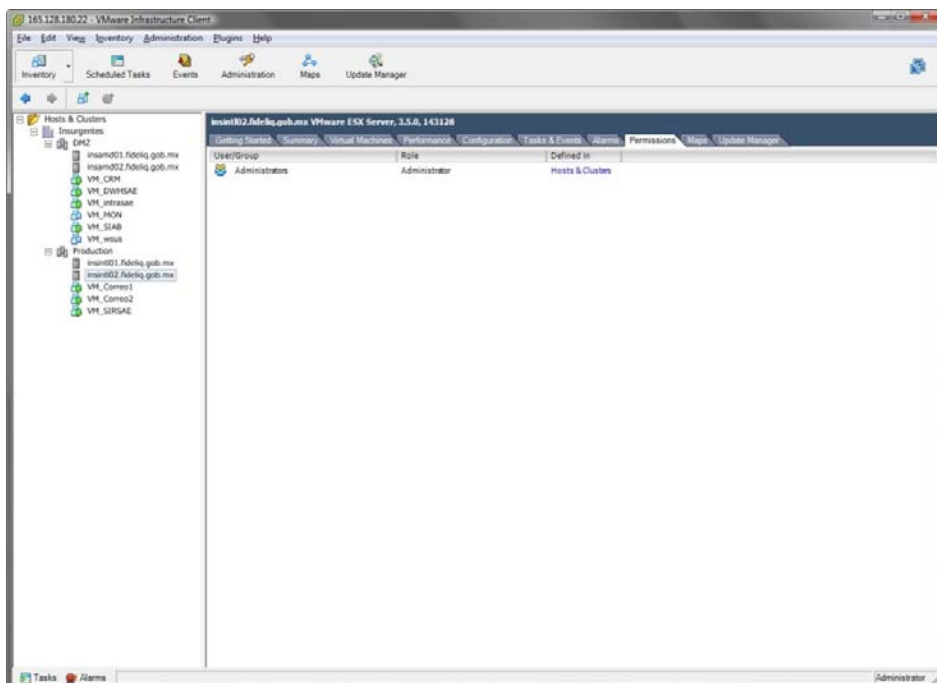 165.128.180.22 - VMware Infrastructure Client
File Edit View Inventory Administration Plugins Help
Inventory Scheduled Tasks Events Administration Maps Update Manager
Hosts & Clusters
Insurgentes
DMZ
insamd01.fideliq.gob.mx
insamd02.fideliq.gob.mx
VM_CRM
VM_DWHSAE
VM_intrasae
VM_MON
VM_SIAB
VM_wsus
Production
insintl01.fideliq.gob.mx
insintl02.fideliq.gob.mx
VM_Correo1
VM_Correo2
VM_SIRSAE
insintl02.fideliq.gob.mx VMware ESX Server, 3.5.0, 143128
Getting Started Summary Virtual Machines Performance Configuration Tasks & Events Alarms Permissions Maps Update Manager
User/Group Role Defined in
Administrators Administrator Hosts & Clusters
Tasks Alarms Administrator